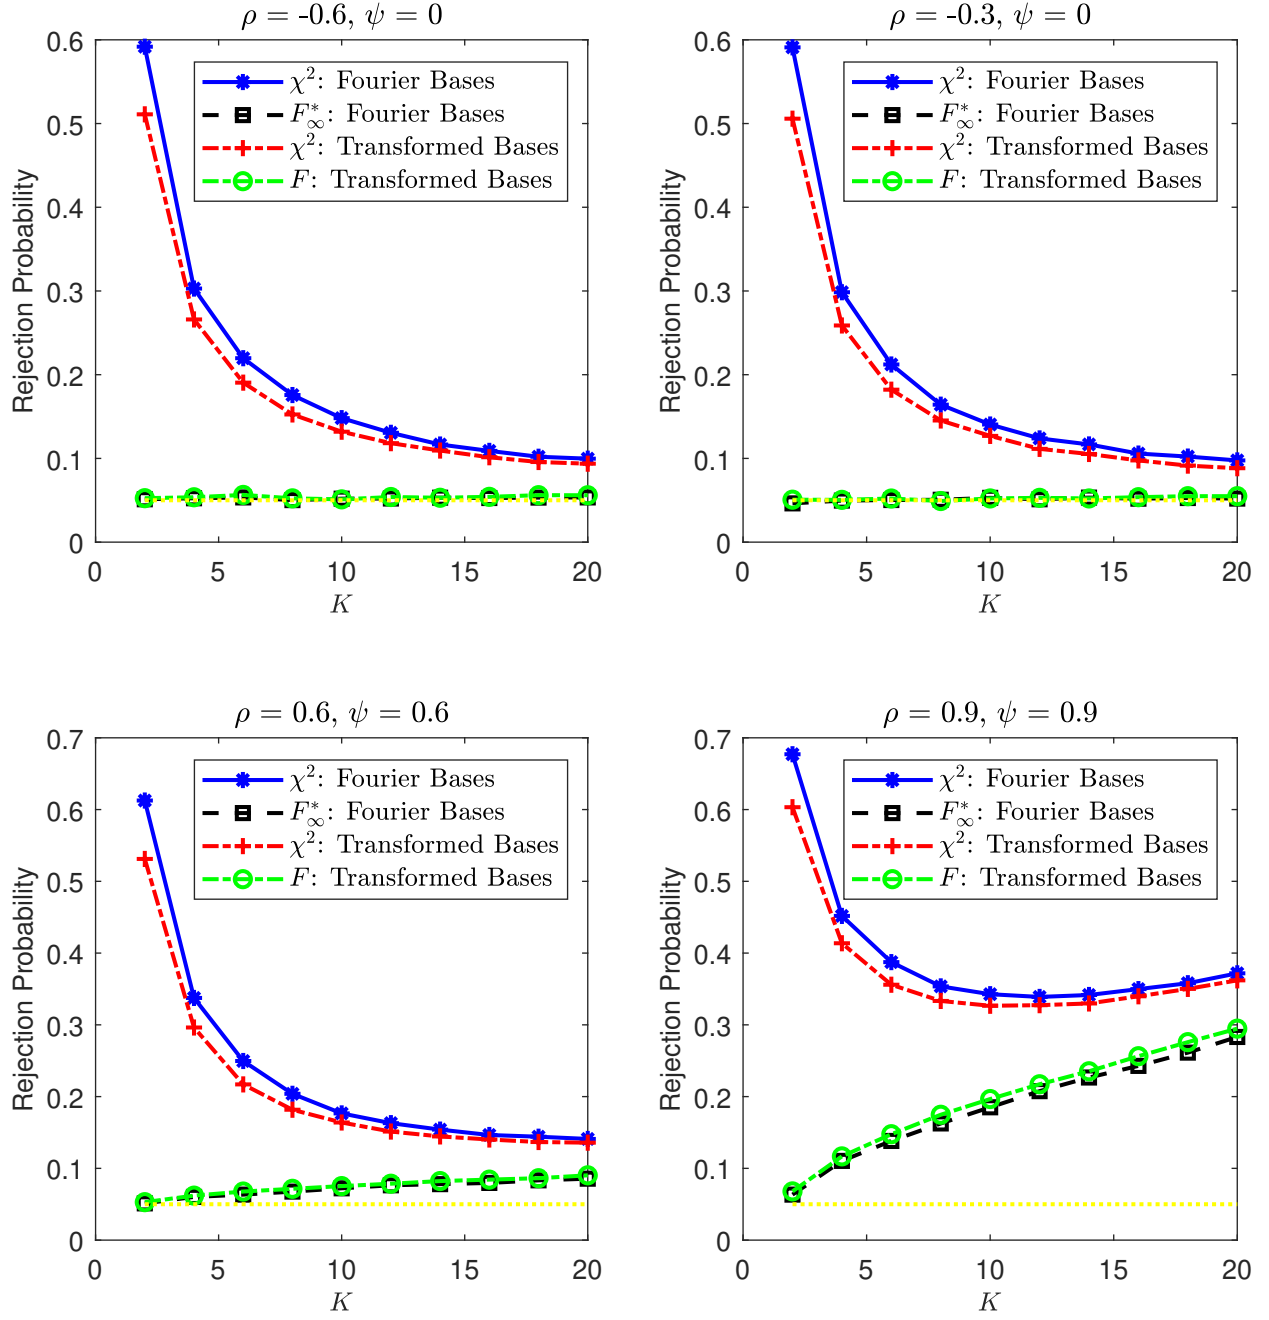 ρ = -0.6, ψ = 0
0.6
0.5
0.4
0.3
0.2
0.1
0
Rejection Probability
χ²: Fourier Bases
F*∞: Fourier Bases
χ²: Transformed Bases
F: Transformed Bases
0 5 10 15 20
K
ρ = -0.3, ψ = 0
0.6
0.5
0.4
0.3
0.2
0.1
0
Rejection Probability
χ²: Fourier Bases
F*∞: Fourier Bases
χ²: Transformed Bases
F: Transformed Bases
0 5 10 15 20
K
ρ = 0.6, ψ = 0.6
0.7
0.6
0.5
0.4
0.3
0.2
0.1
0
Rejection Probability
χ²: Fourier Bases
F*∞: Fourier Bases
χ²: Transformed Bases
F: Transformed Bases
0 5 10 15 20
K
ρ = 0.9, ψ = 0.9
0.7
0.6
0.5
0.4
0.3
0.2
0.1
0
Rejection Probability
χ²: Fourier Bases
F*∞: Fourier Bases
χ²: Transformed Bases
F: Transformed Bases
0 5 10 15 20
K